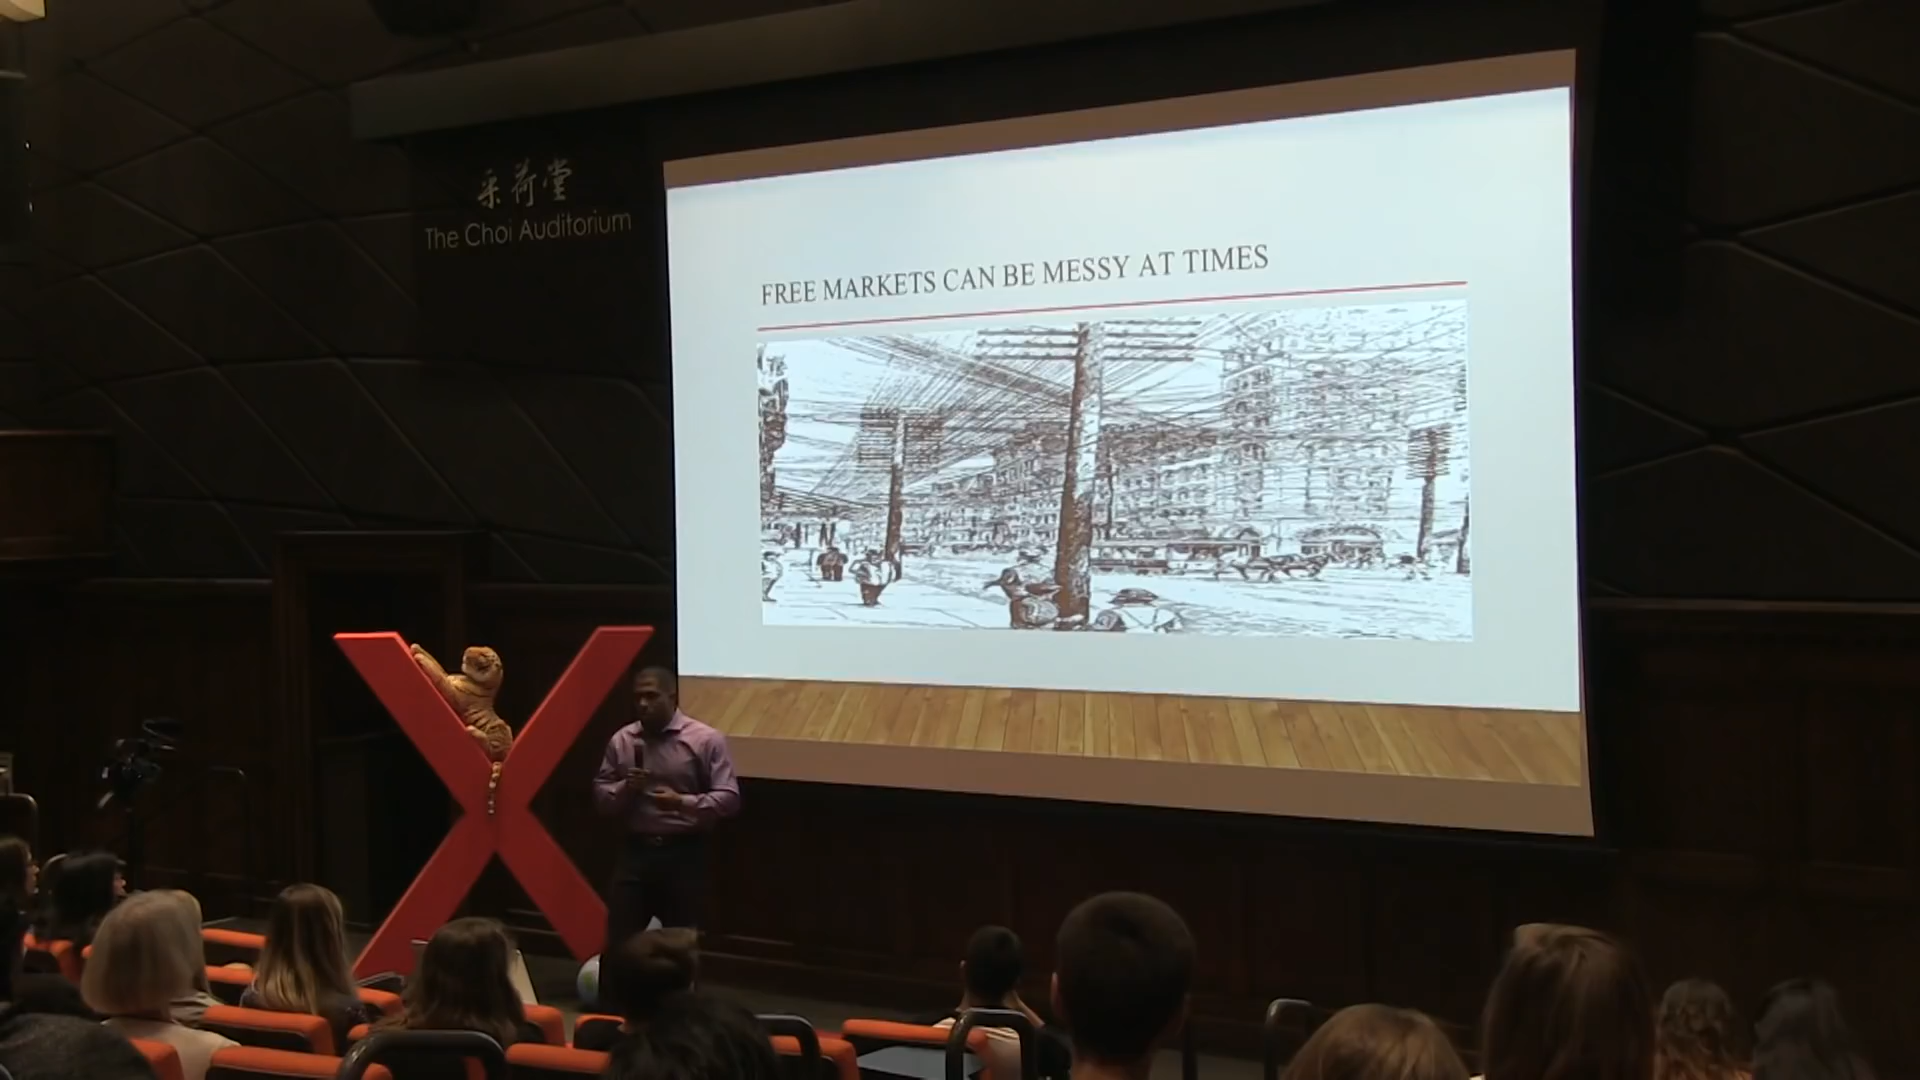 采荷堂
The Choi Auditorium
FREE MARKETS CAN BE MESSY AT TIMES
X